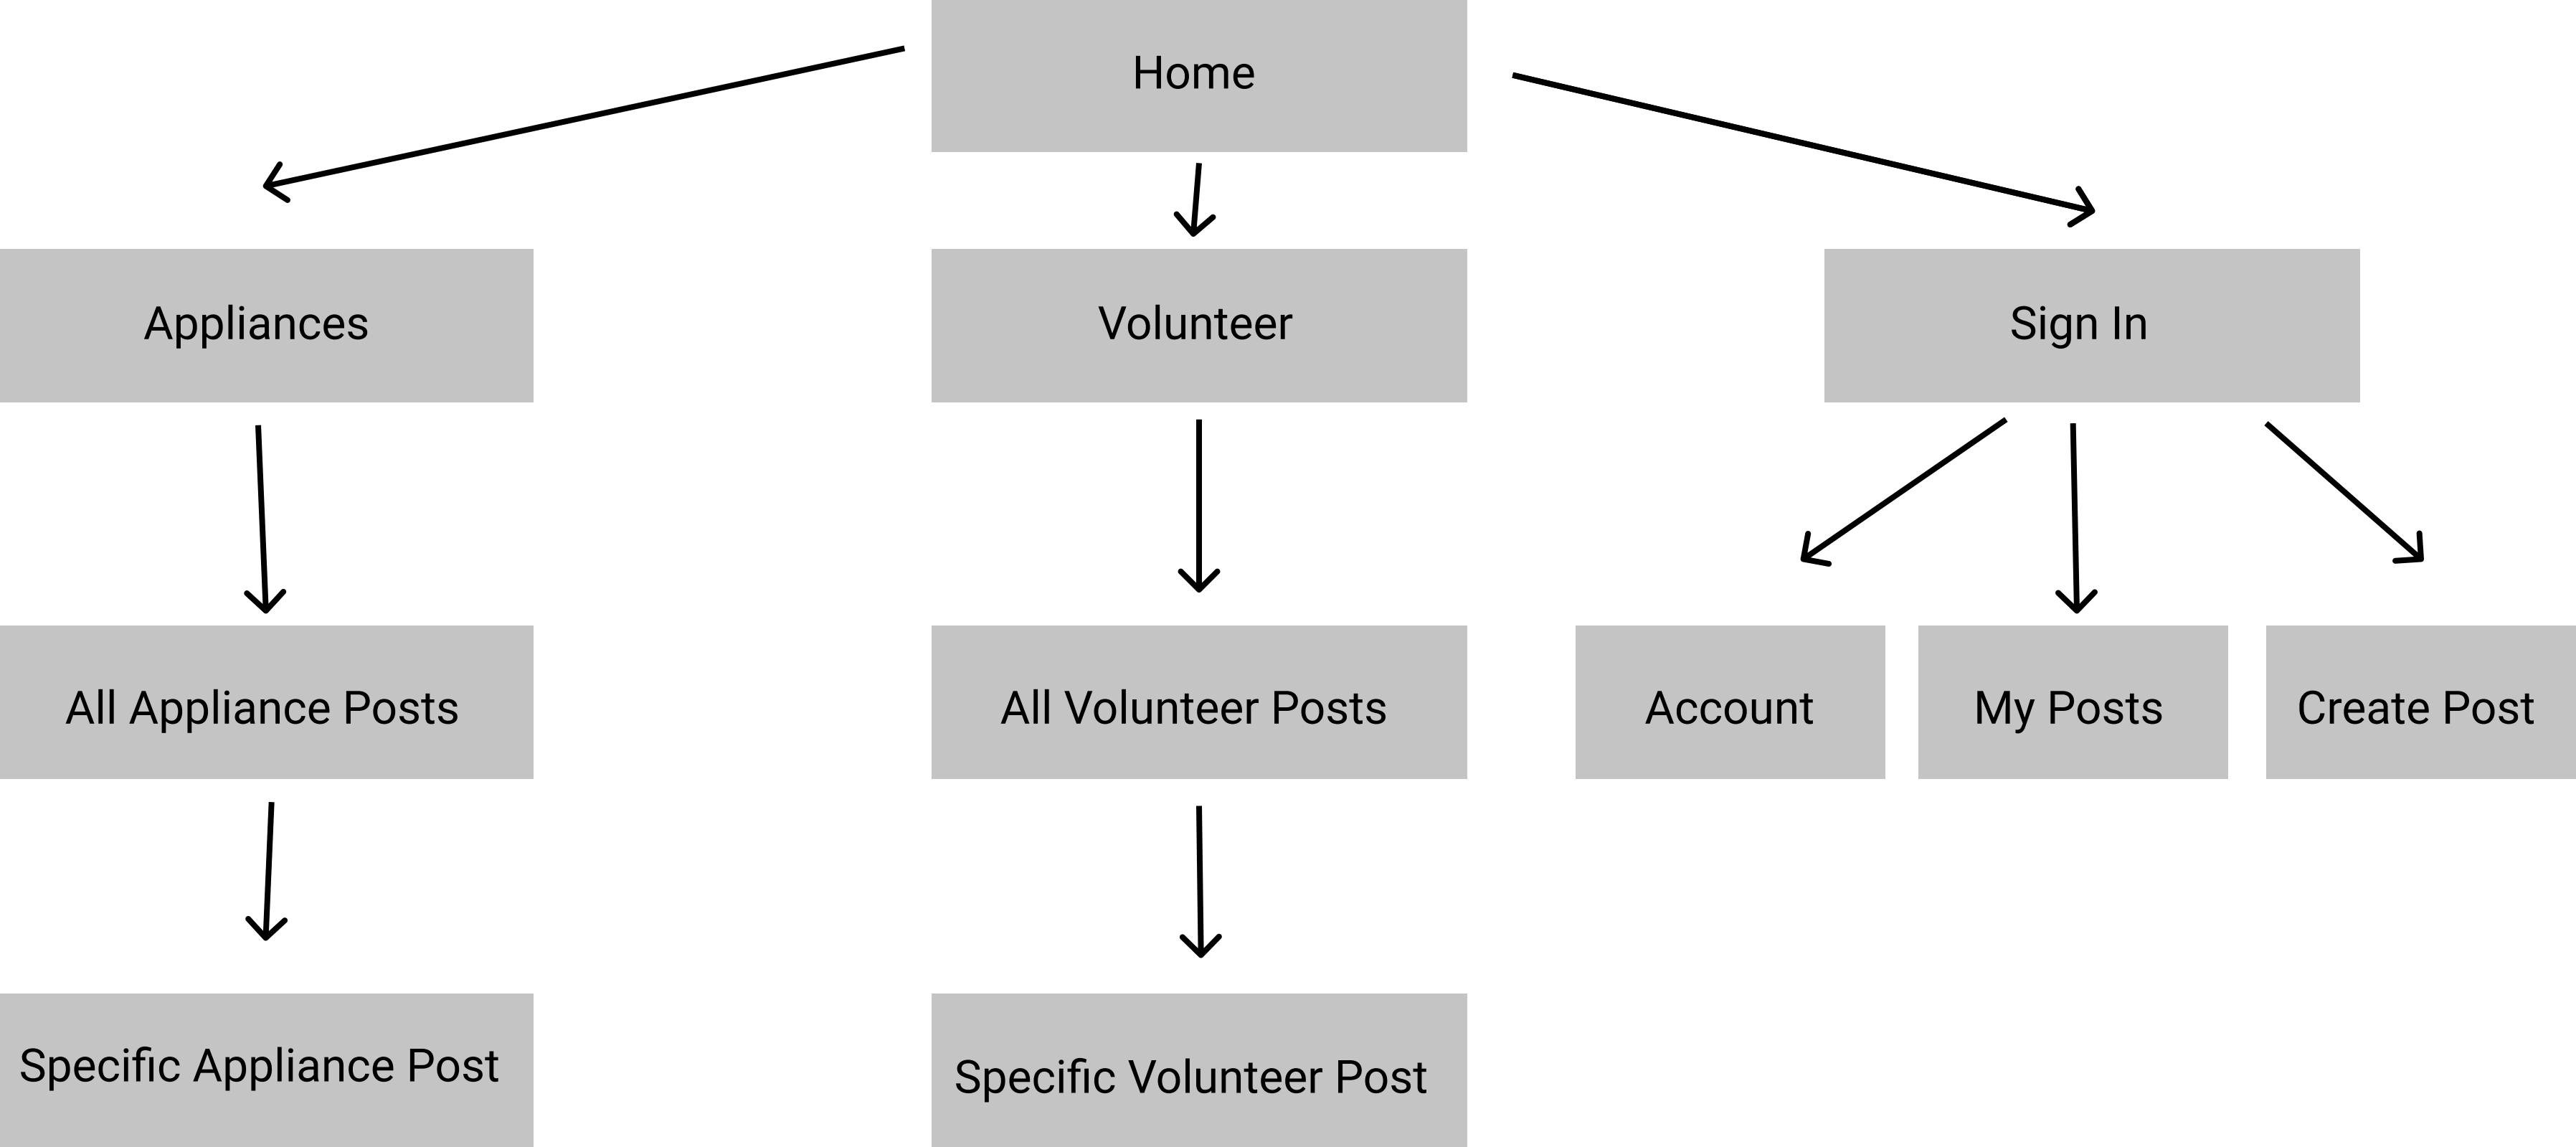 Home
Appliances
Volunteer
Sign In
All Appliance Posts
All Volunteer Posts
Account
My Posts
Create Post
Specific Appliance Post
Specific Volunteer Post